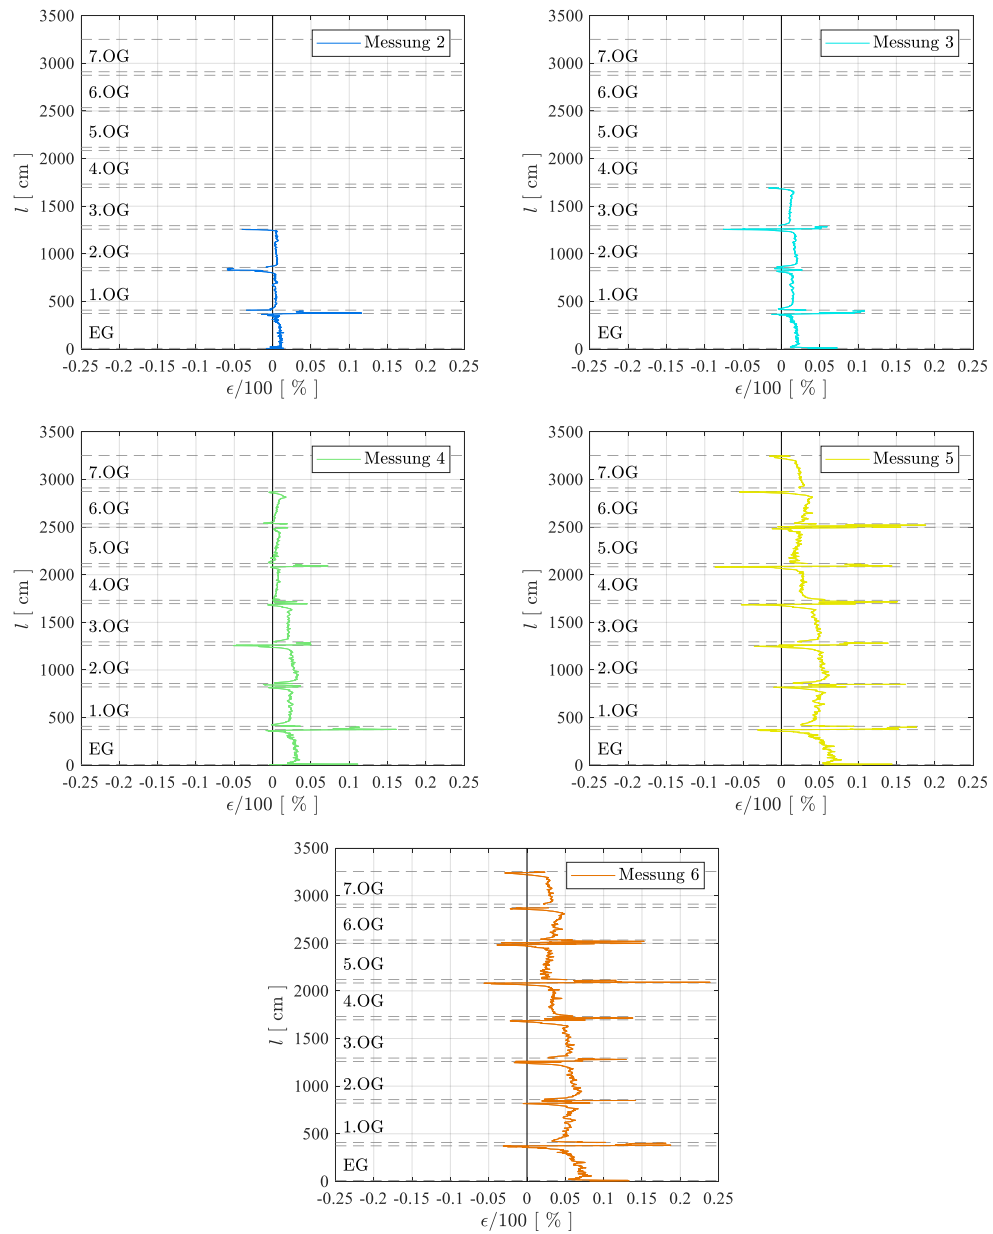 3500
3000
2500
2000
1500
1000
500
0
l [ cm ]
7.OG
6.OG
5.OG
4.OG
3.OG
2.OG
1.OG
EG
Messung 2
-0.25 -0.2 -0.15 -0.1 -0.05 0 0.05 0.1 0.15 0.2 0.25
ϵ/100 [ % ]
3500
3000
2500
2000
1500
1000
500
0
l [ cm ]
7.OG
6.OG
5.OG
4.OG
3.OG
2.OG
1.OG
EG
Messung 3
-0.25 -0.2 -0.15 -0.1 -0.05 0 0.05 0.1 0.15 0.2 0.25
ϵ/100 [ % ]
3500
3000
2500
2000
1500
1000
500
0
l [ cm ]
7.OG
6.OG
5.OG
4.OG
3.OG
2.OG
1.OG
EG
Messung 4
-0.25 -0.2 -0.15 -0.1 -0.05 0 0.05 0.1 0.15 0.2 0.25
ϵ/100 [ % ]
3500
3000
2500
2000
1500
1000
500
0
l [ cm ]
7.OG
6.OG
5.OG
4.OG
3.OG
2.OG
1.OG
EG
Messung 5
-0.25 -0.2 -0.15 -0.1 -0.05 0 0.05 0.1 0.15 0.2 0.25
ϵ/100 [ % ]
3500
3000
2500
2000
1500
1000
500
0
l [ cm ]
7.OG
6.OG
5.OG
4.OG
3.OG
2.OG
1.OG
EG
Messung 6
-0.25 -0.2 -0.15 -0.1 -0.05 0 0.05 0.1 0.15 0.2 0.25
ϵ/100 [ % ]